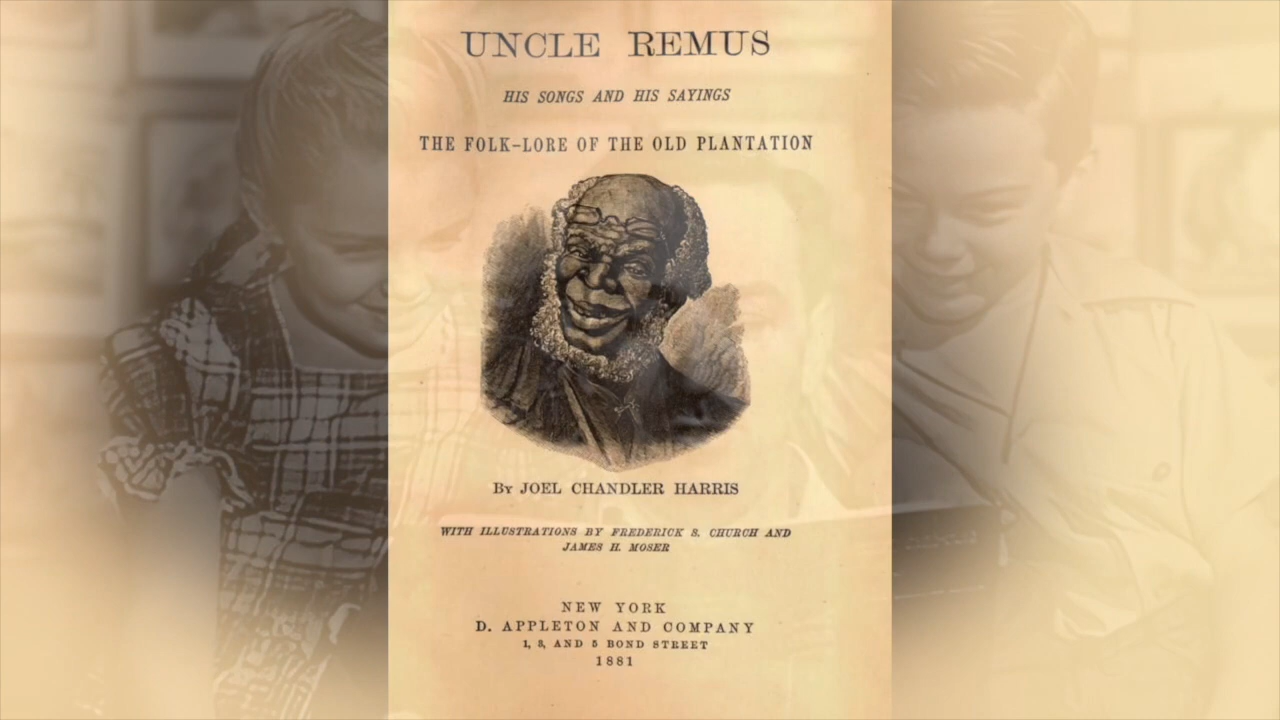 UNCLE REMUS
HIS SONGS AND HIS SAYINGS
THE FOLK-LORE OF THE OLD PLANTATION
By JOEL CHANDLER HARRIS
WITH ILLUSTRATIONS BY FREDERICK S. CHURCH AND
JAMES H. MOSER
NEW YORK
D. APPLETON AND COMPANY
1, 3, AND 5 BOND STREET
1881